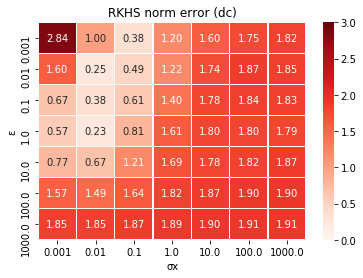 RKHS norm error (dc)
0.001 2.84 1.00 0.38 1.20 1.60 1.75 1.82
0.01 1.60 0.25 0.49 1.22 1.74 1.87 1.85
0.1 0.67 0.38 0.61 1.40 1.78 1.84 1.83
1.0 0.57 0.23 0.81 1.61 1.80 1.80 1.79
10.0 0.77 0.67 1.21 1.69 1.78 1.82 1.87
100.0 1.57 1.49 1.64 1.82 1.87 1.90 1.90
1000.0 1.85 1.85 1.87 1.89 1.90 1.91 1.91
ε
0.001 0.01 0.1 1.0 10.0 100.0 1000.0
σx
3.0
2.5
2.0
1.5
1.0
0.5
0.0